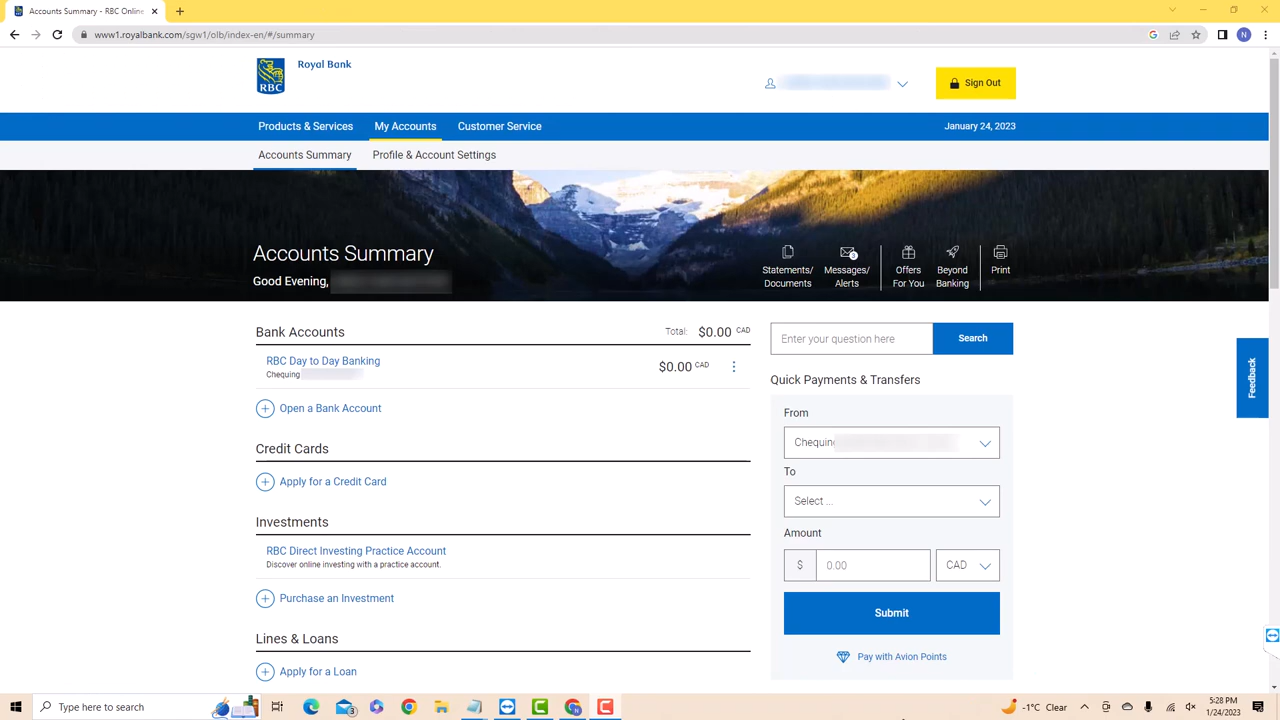 Accounts Summary - RBC Online
www1.royalbank.com/sgw1/olb/index-en/#/summary
N
RBC
Royal Bank
Sign Out
Products & Services
My Accounts
Customer Service
January 24, 2023
Accounts Summary
Profile & Account Settings
Accounts Summary
Good Evening,
Statements/
Documents
Messages/
Alerts
Offers
For You
Beyond
Banking
Print
Bank Accounts
Total: $0.00 CAD
RBC Day to Day Banking
Chequing
$0.00 CAD
Open a Bank Account
Credit Cards
Apply for a Credit Card
Investments
RBC Direct Investing Practice Account
Discover online investing with a practice account.
Purchase an Investment
Lines & Loans
Apply for a Loan
Enter your question here
Search
Quick Payments & Transfers
From
Chequing
To
Select ...
Amount
$ 0.00
CAD
Submit
Pay with Avion Points
Feedback
Type here to search
3
-1°C Clear
5:28 PM
1/24/2023